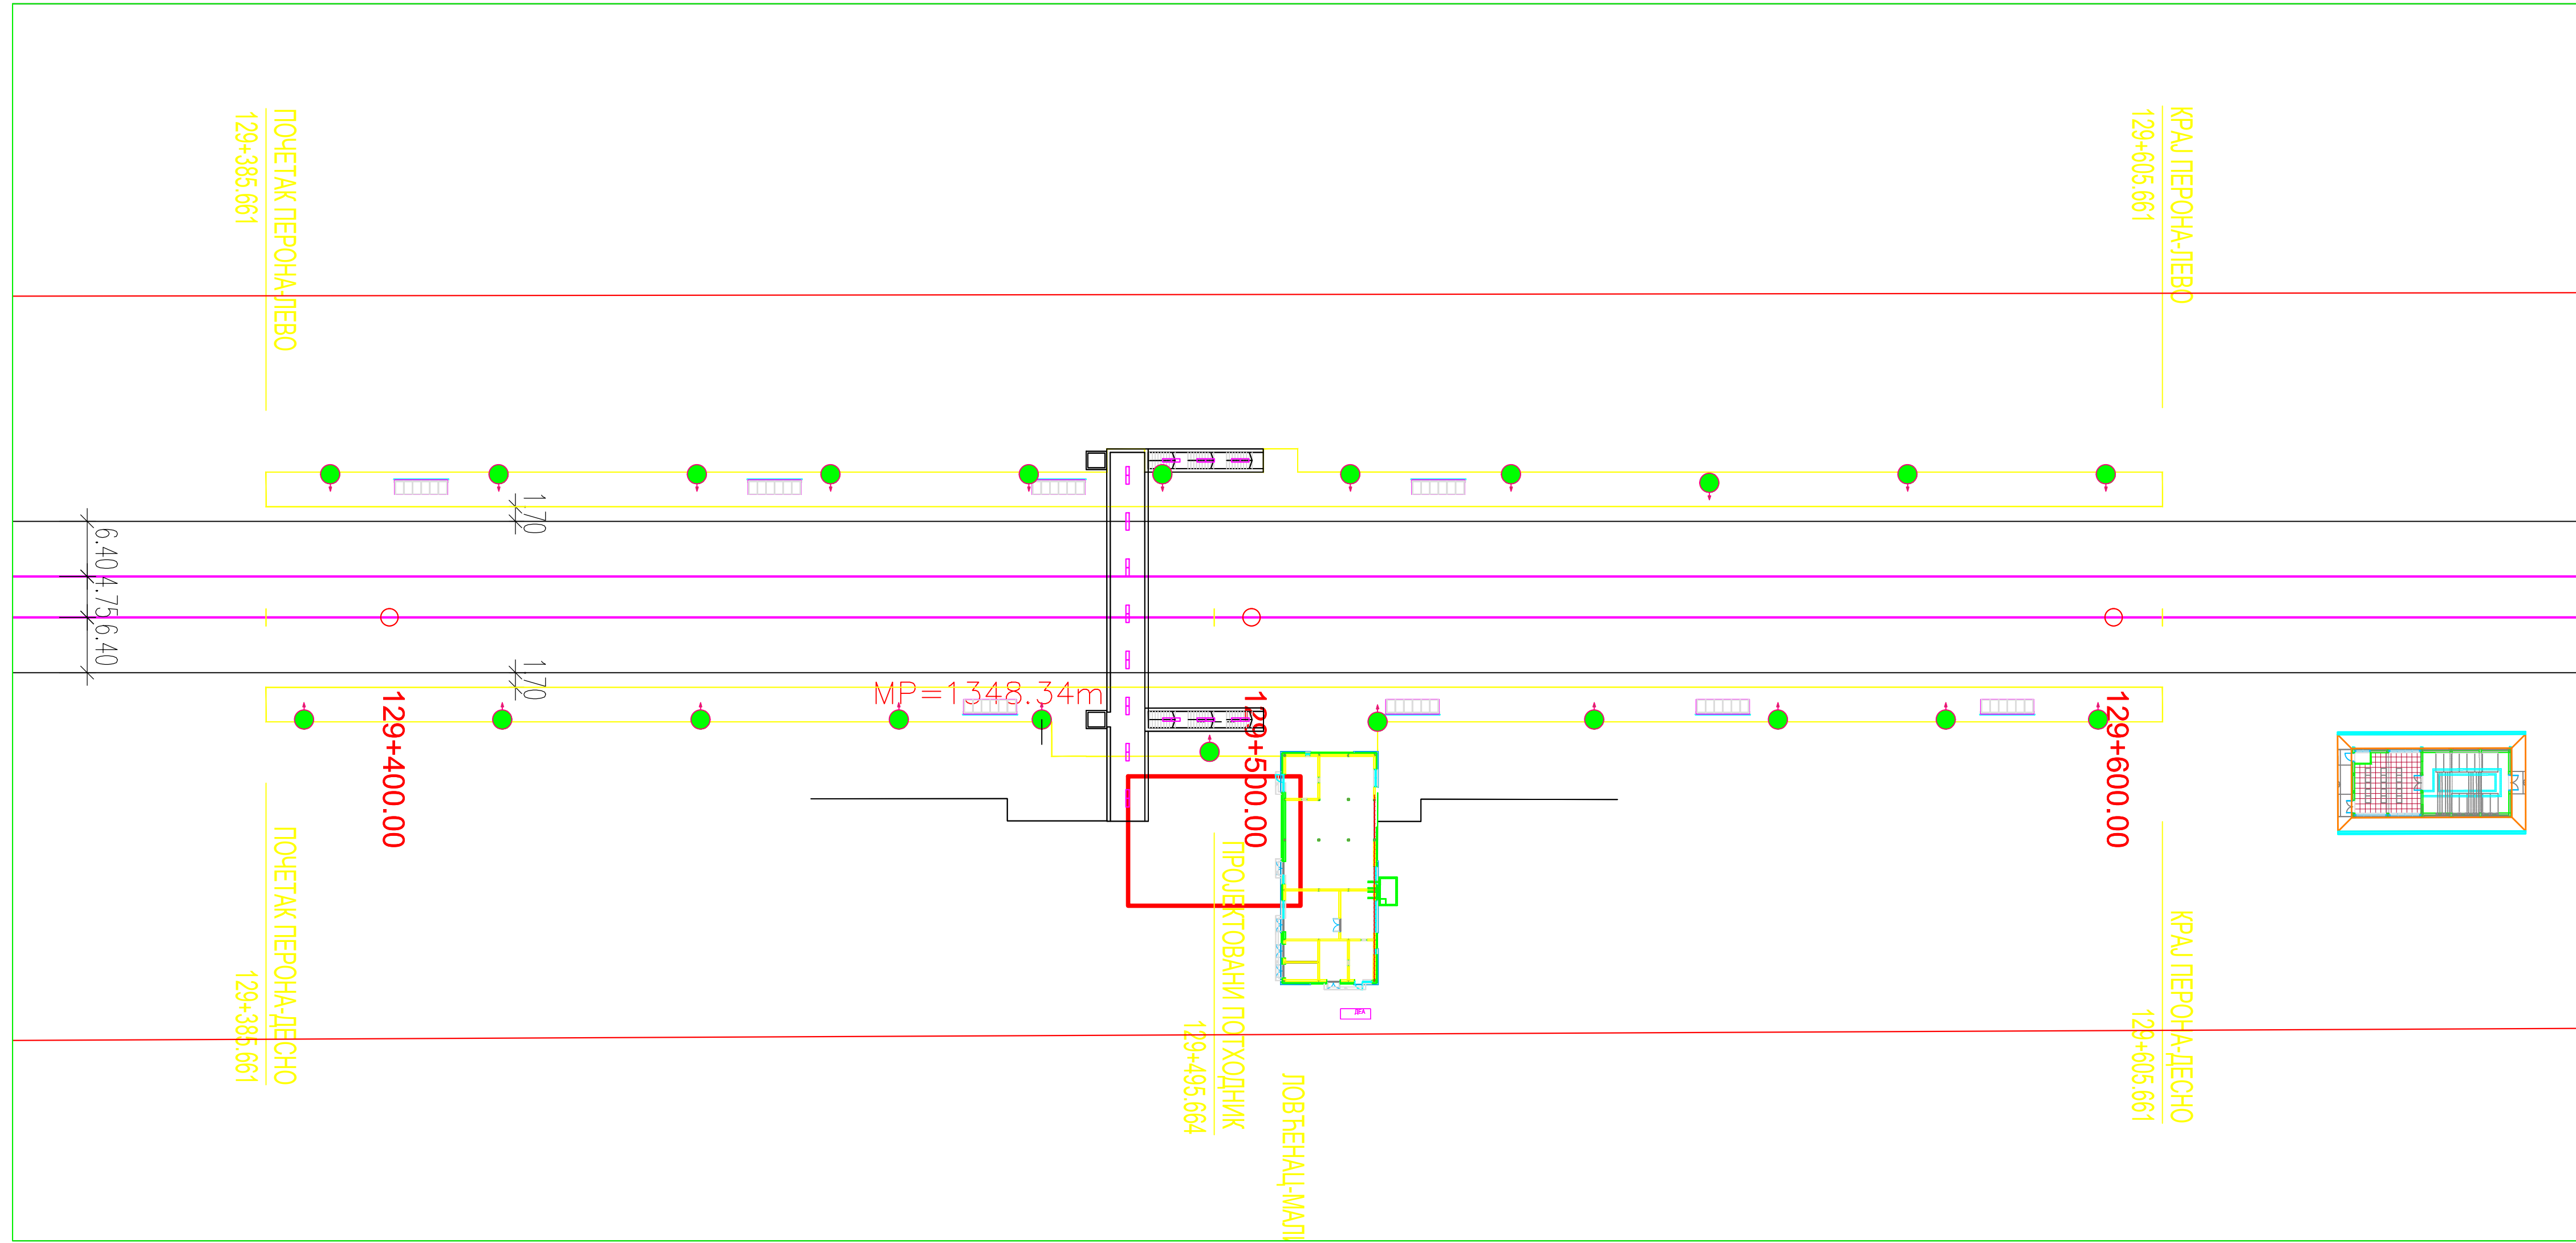 ПОЧЕТАК ПЕРОНА-ЛЕВО
129+385.661
КРАЈ ПЕРОНА-ЛЕВО
129+605.661
1.70
6.40
4.75
6.40
1.70
МР=1348.34m
129+400.00
129+500.00
129+600.00
ПОЧЕТАК ПЕРОНА-ДЕСНО
129+385.661
ПРОЈЕКТОВАНИ ПОТХОДНИК
129+495.664
КРАЈ ПЕРОНА-ДЕСНО
129+605.661
ДЕА
ЛОВЋЕНАЦ-МАЛИ